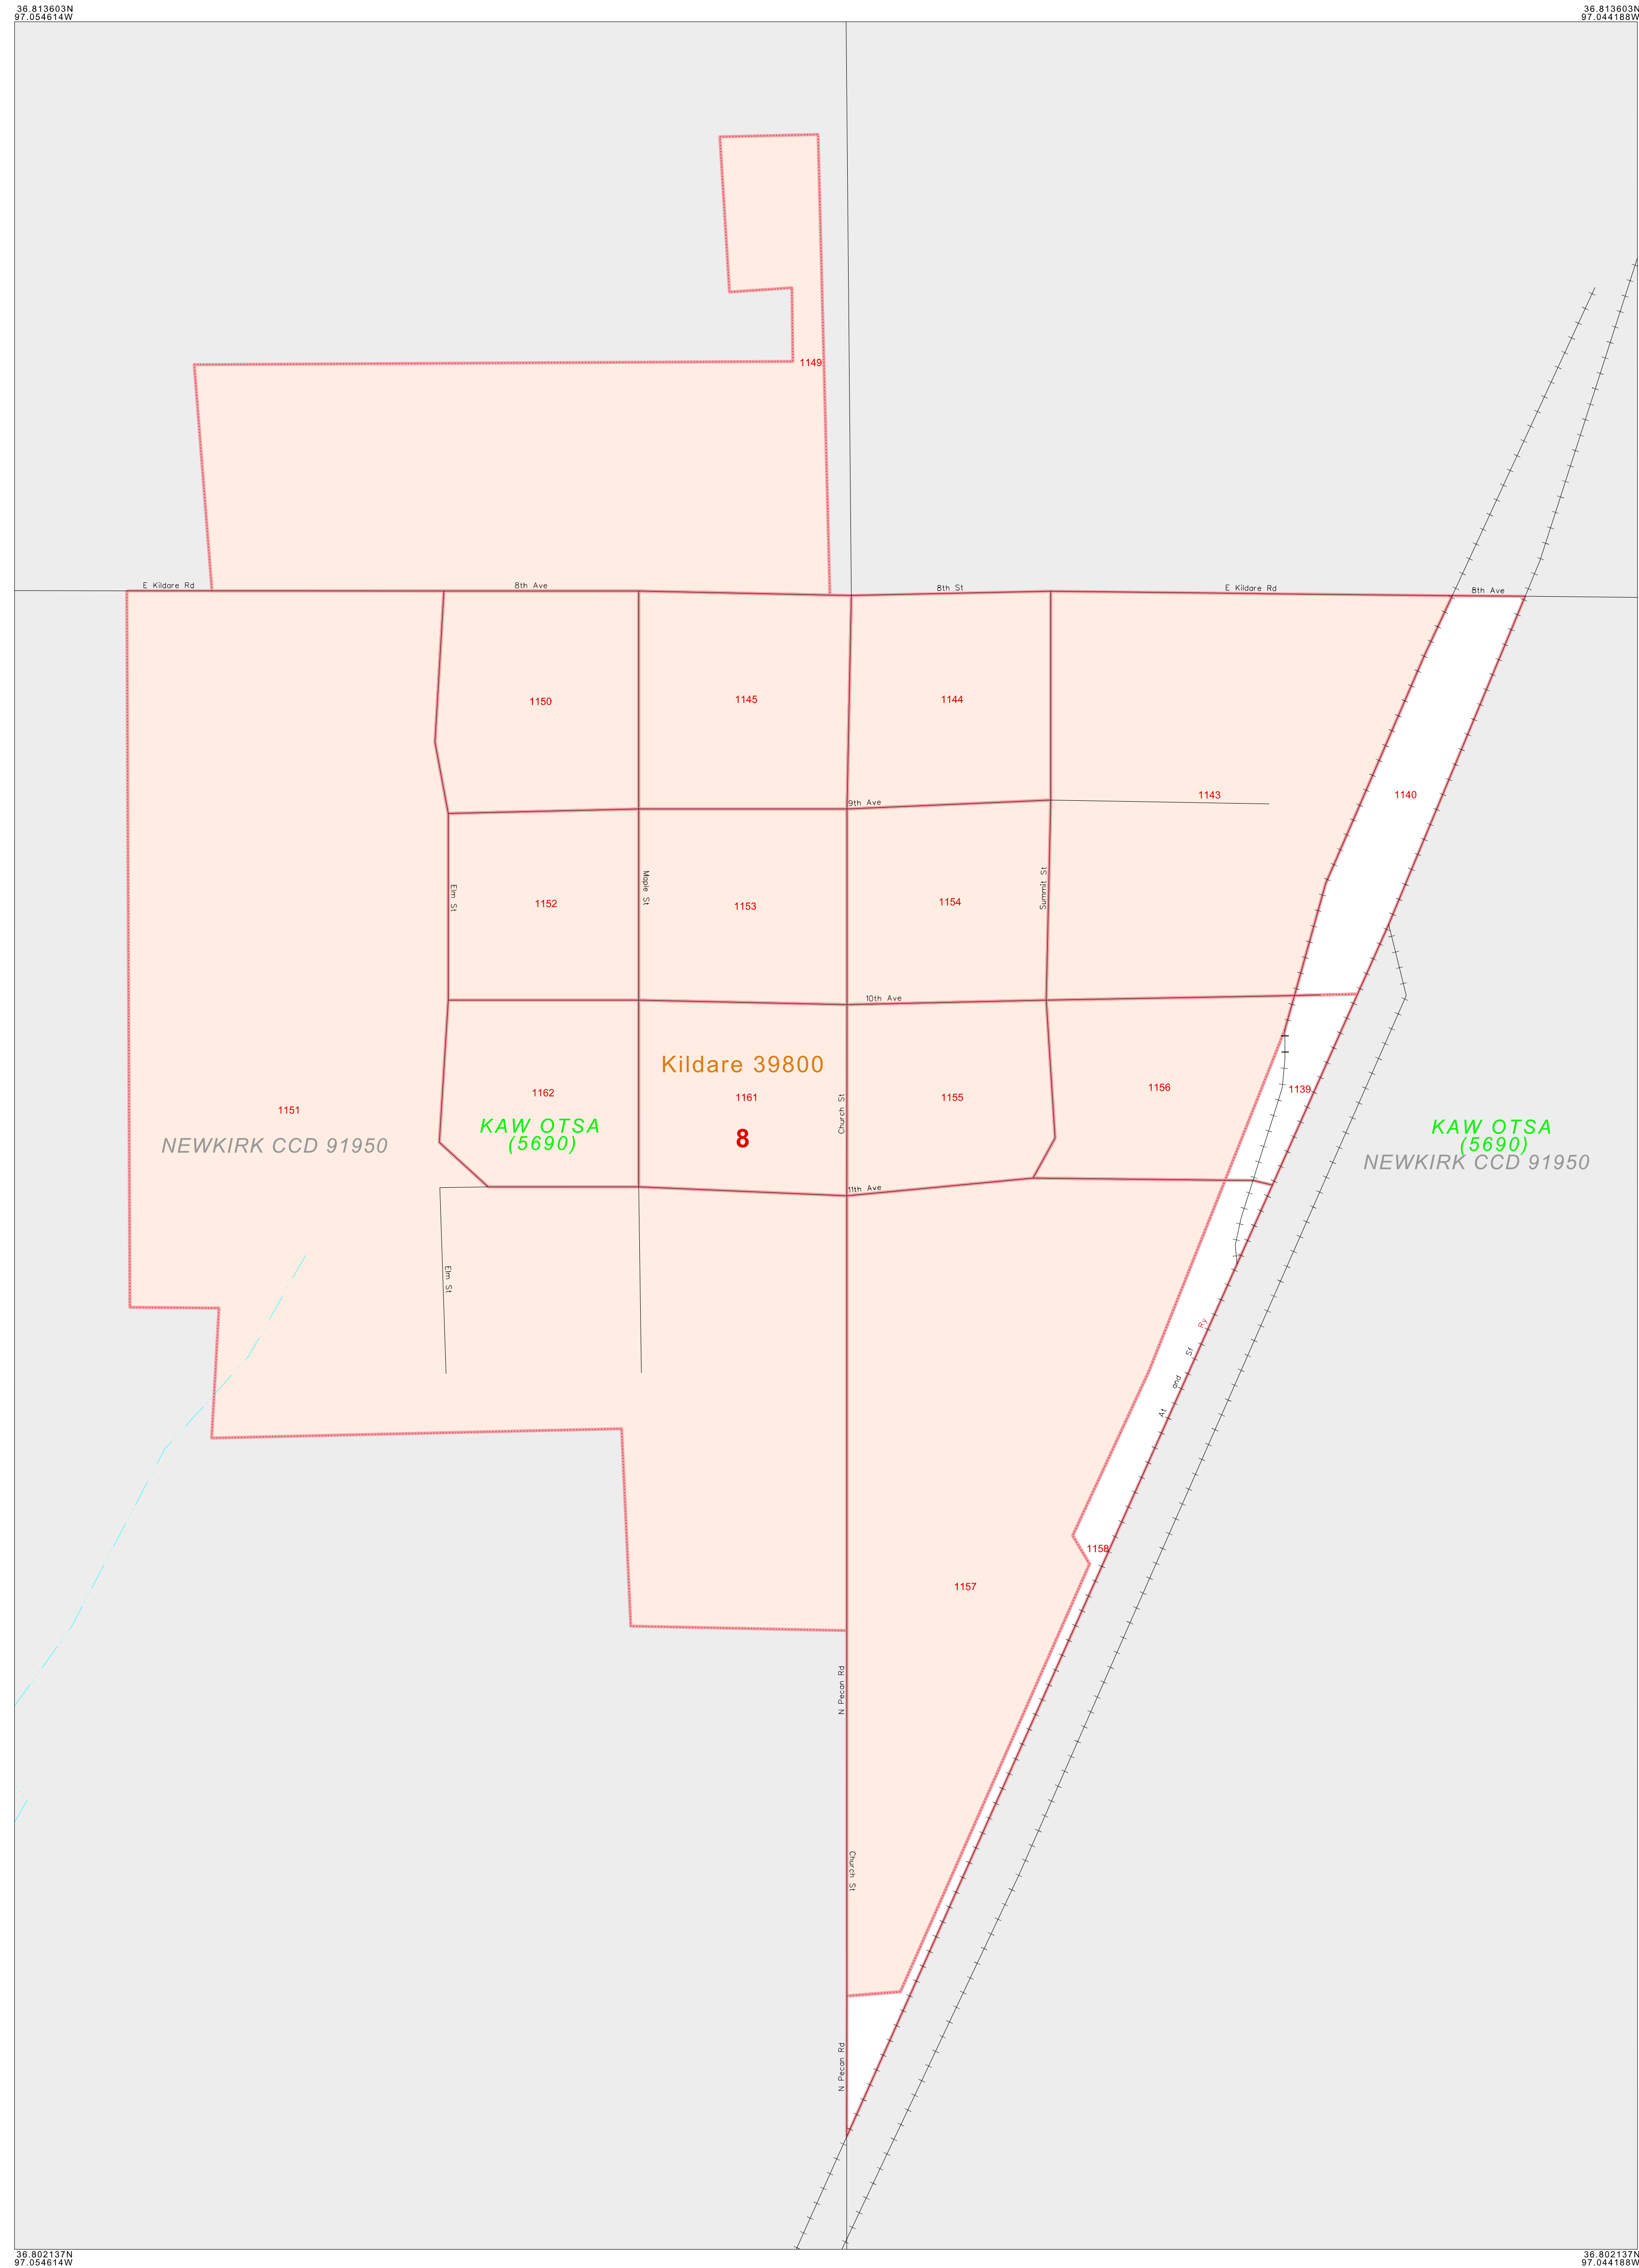 36.813603N
97.054614W
36.813603N
97.044188W
1149
E Kildare Rd
8th Ave
8th St
E Kildare Rd
8th Ave
1150
1145
1144
1143
1140
9th Ave
Elm St
Maple St
Summit St
1152
1153
1154
10th Ave
Kildare 39800
1162
1161
1155
1156
1139
Church St
1151
KAW OTSA
(5690)
8
NEWKIRK CCD 91950
KAW OTSA
(5690)
NEWKIRK CCD 91950
11th Ave
Elm St
At and Sf Ry
1158
1157
N Pecan Rd
Church St
N Pecan Rd
36.802137N
97.054614W
36.802137N
97.044188W